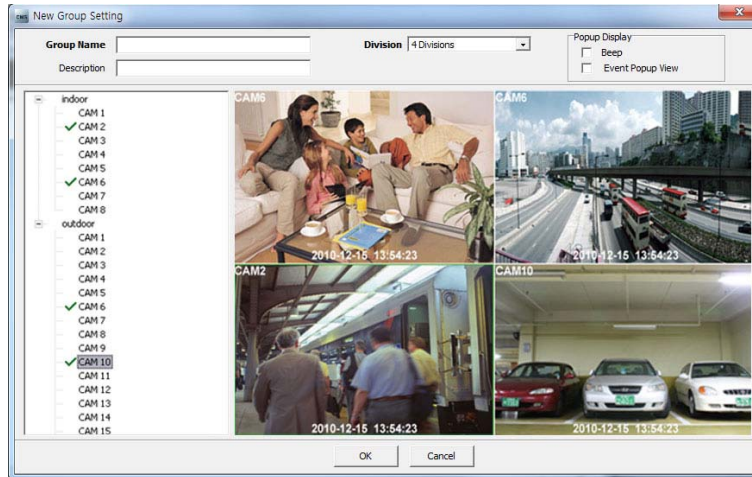 CMS New Group Setting
Group Name
Division 4 Divisions
Popup Display
Beep
Description
Event Popup View
indoor
CAM 1
CAM 2
CAM 3
CAM 4
CAM 5
CAM 6
CAM 7
CAM 8
outdoor
CAM 1
CAM 2
CAM 3
CAM 4
CAM 5
CAM 6
CAM 7
CAM 8
CAM 9
CAM 10
CAM 11
CAM 12
CAM 13
CAM 14
CAM 15
CAM6
2010-12-15 13:54:23
CAM6
2010-12-15 13:54:23
CAM2
2010-12-15 13:54:23
CAM10
2010-12-15 13:54:23
OK
Cancel